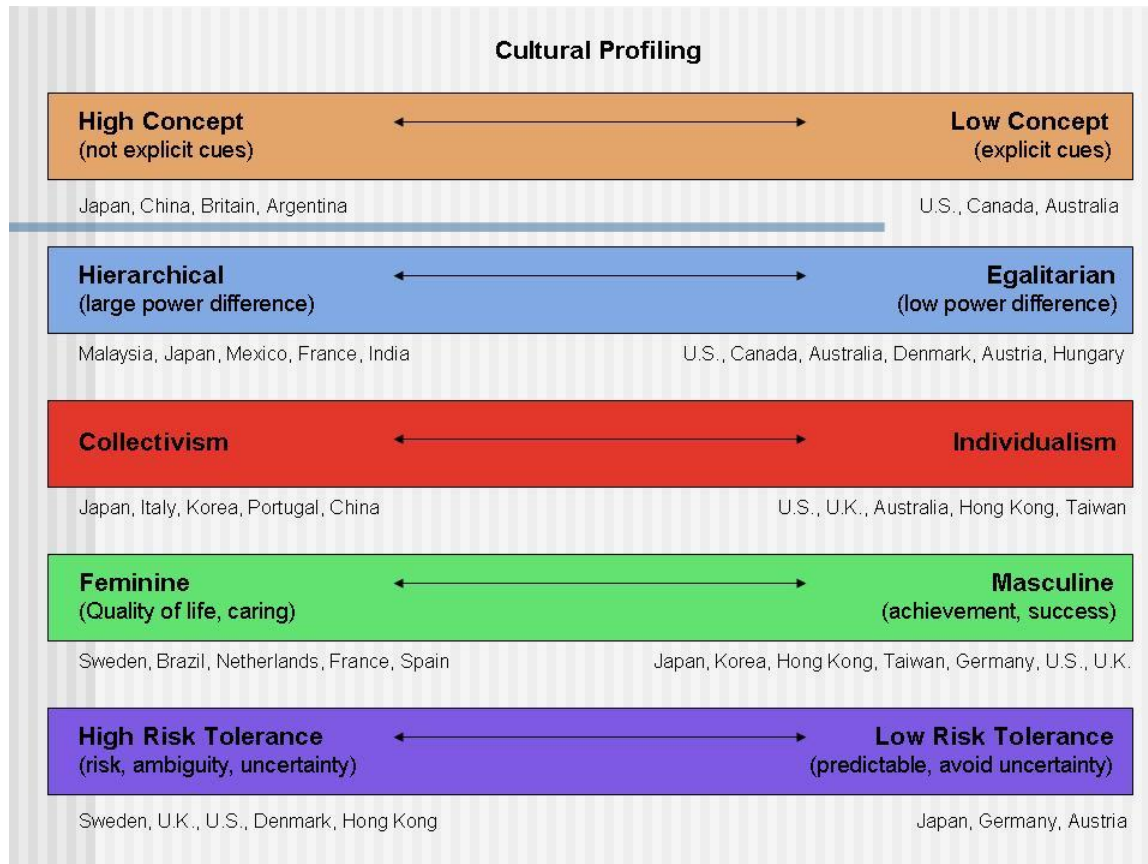 Cultural Profiling
High Concept
(not explicit cues)
Low Concept
(explicit cues)
Japan, China, Britain, Argentina
U.S., Canada, Australia
Hierarchical
(large power difference)
Egalitarian
(low power difference)
Malaysia, Japan, Mexico, France, India
U.S., Canada, Australia, Denmark, Austria, Hungary
Collectivism
Individualism
Japan, Italy, Korea, Portugal, China
U.S., U.K., Australia, Hong Kong, Taiwan
Feminine
(Quality of life, caring)
Masculine
(achievement, success)
Sweden, Brazil, Netherlands, France, Spain
Japan, Korea, Hong Kong, Taiwan, Germany, U.S., U.K.
High Risk Tolerance
(risk, ambiguity, uncertainty)
Low Risk Tolerance
(predictable, avoid uncertainty)
Sweden, U.K., U.S., Denmark, Hong Kong
Japan, Germany, Austria